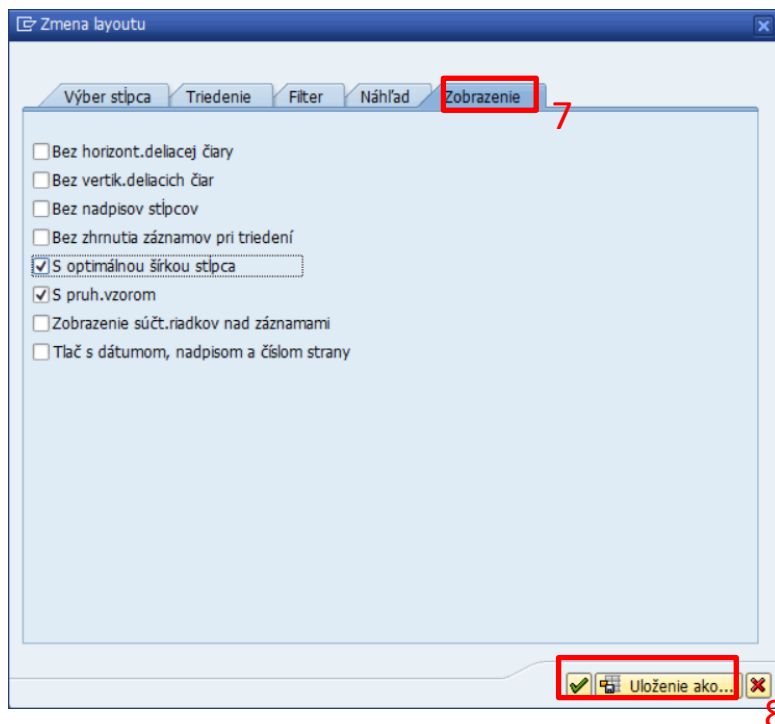 Zmena layoutu
Výber stĺpca Triedenie Filter Náhľad Zobrazenie
7
Bez horizont.deliacej čiary
Bez vertik.deliacich čiar
Bez nadpisov stĺpcov
Bez zhrnutia záznamov pri triedení
S optimálnou šírkou stĺpca
S pruh.vzorom
Zobrazenie súčt.riadkov nad záznamami
Tlač s dátumom, nadpisom a číslom strany
Uloženie ako...
8